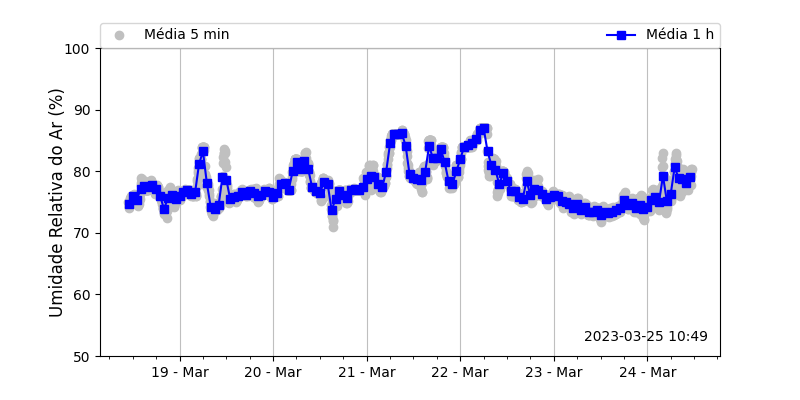 Média 5 min
Média 1 h
Umidade Relativa do Ar (%)
100
90
80
70
60
50
2023-03-25 10:49
19 - Mar
20 - Mar
21 - Mar
22 - Mar
23 - Mar
24 - Mar